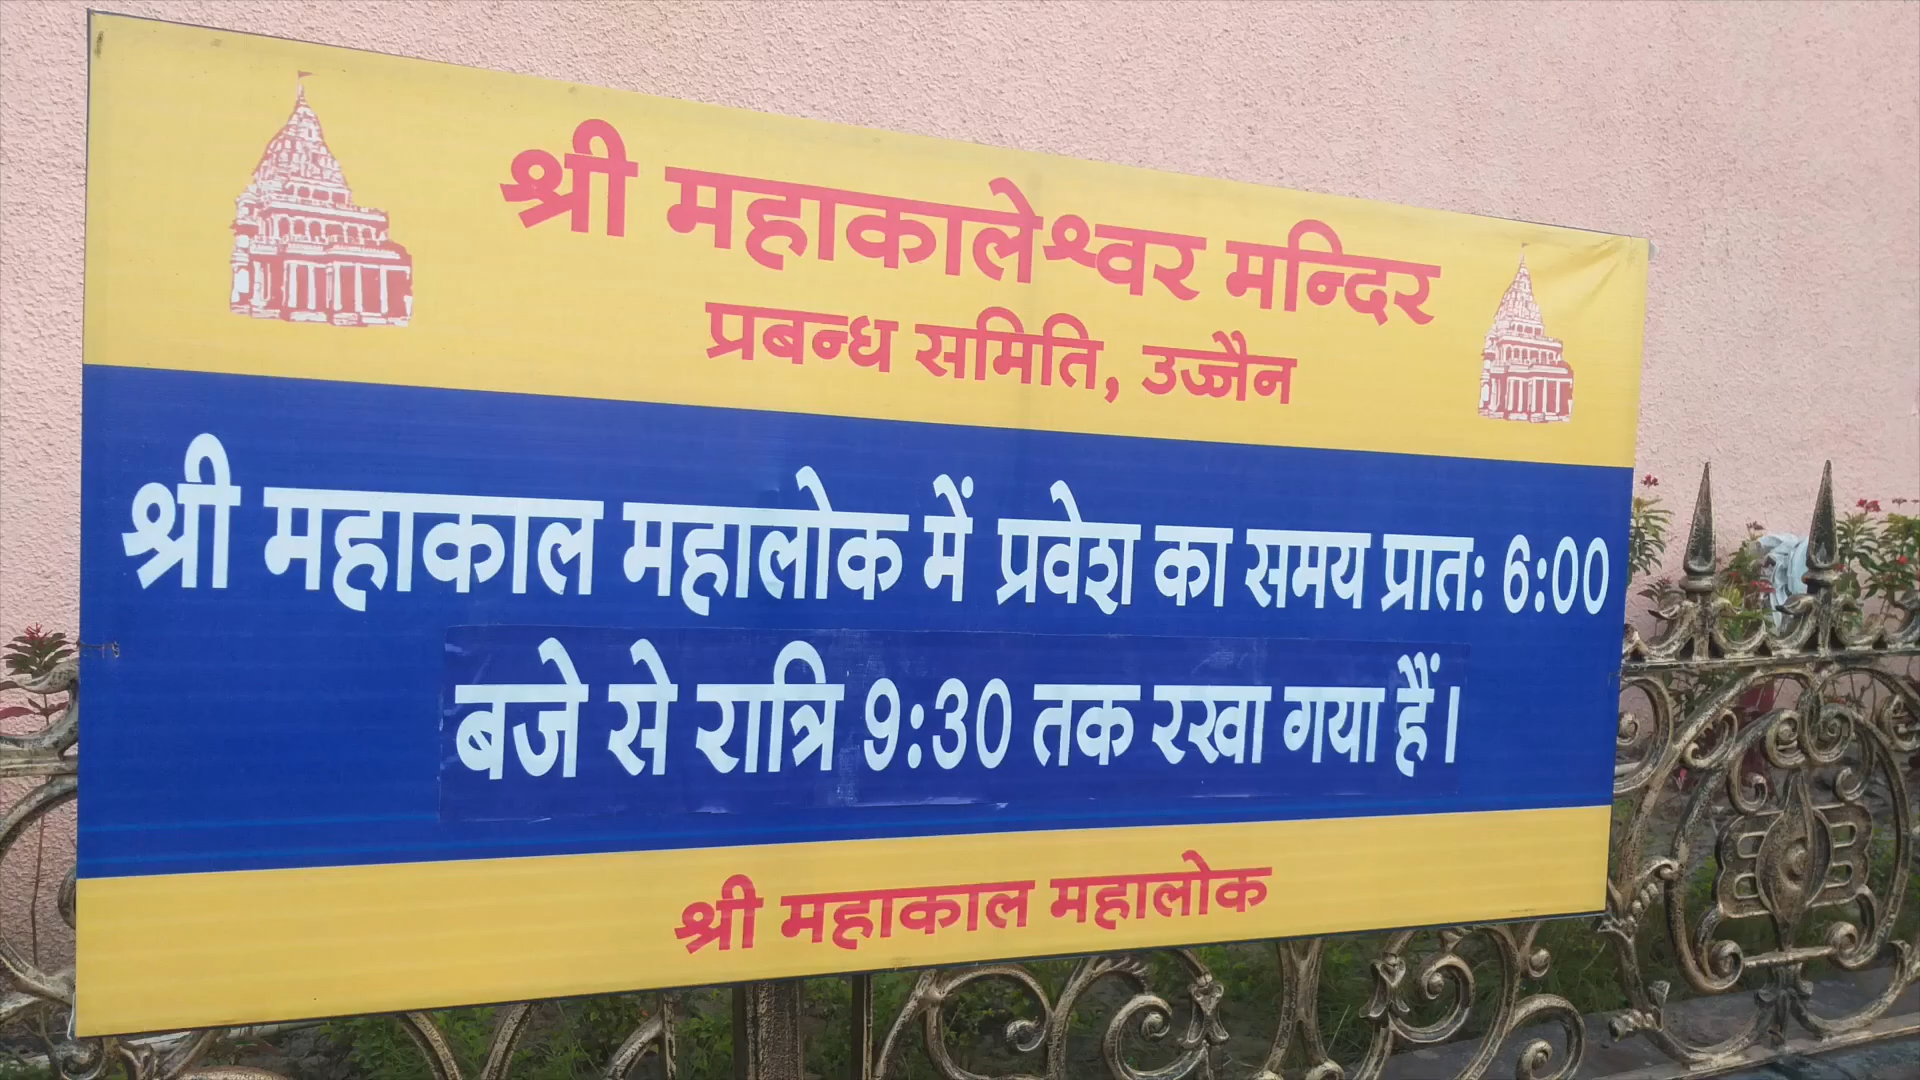 श्री महाकालेश्वर मन्दिर
प्रबन्ध समिति, उज्जैन
श्री महाकाल महालोक में प्रवेश का समय प्रात: 6:00
बजे से रात्रि 9:30 तक रखा गया हैं।
श्री महाकाल महालोक